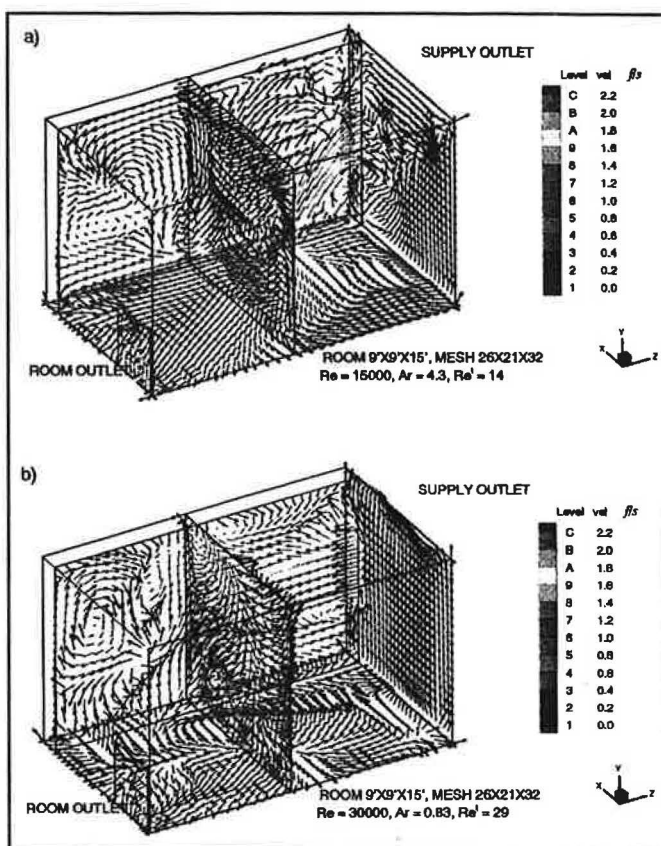 a)
SUPPLY OUTLET
Level vel f/s
C 2.2
B 2.0
A 1.8
9 1.6
8 1.4
7 1.2
6 1.0
5 0.8
4 0.6
3 0.4
2 0.2
1 0.0
Y
X
Z
ROOM OUTLET
ROOM 9'X9'X15', MESH 26X21X32
Re = 15000, Ar = 4.3, Re' = 14
b)
SUPPLY OUTLET
Level vel f/s
C 2.2
B 2.0
A 1.8
9 1.6
8 1.4
7 1.2
6 1.0
5 0.8
4 0.6
3 0.4
2 0.2
1 0.0
Y
X
Z
ROOM OUTLET
ROOM 9'X9'X15', MESH 26X21X32
Re = 30000, Ar = 0.83, Re' = 29